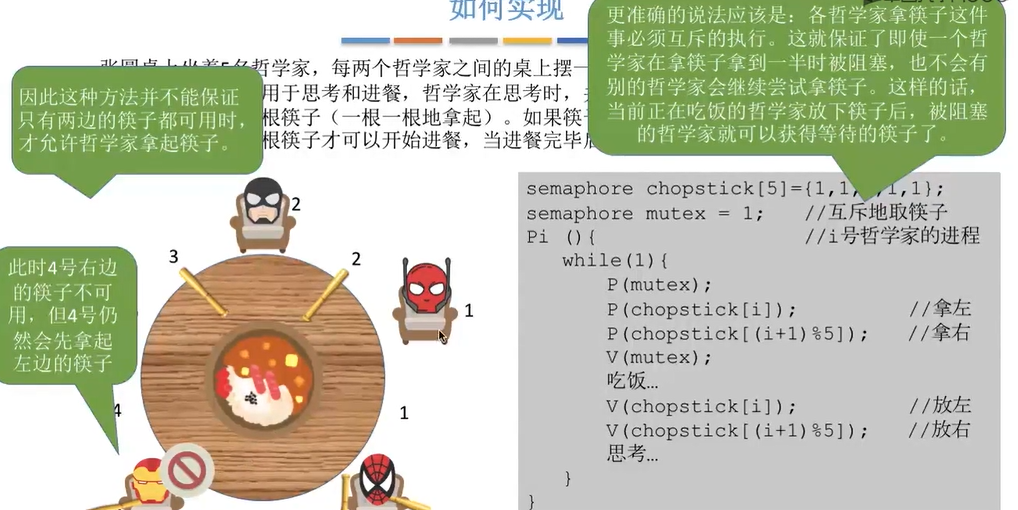 如何实现
更准确的说法应该是：各哲学家拿筷子这件
事必须互斥的执行。这就保证了即使一个哲
学家在拿筷子拿到一半时被阻塞，也不会有
别的哲学家会继续尝试拿筷子。这样的话，
当前正在吃饭的哲学家放下筷子后，被阻塞
的哲学家就可以获得等待的筷子了。
名哲学家，每两个哲学家之间的桌上摆一
用于思考和进餐，哲学家在思考时，
根筷子（一根一根地拿起）。如果筷
根筷子才可以开始进餐，当进餐完毕
因此这种方法并不能保证
只有两边的筷子都可用时，
才允许哲学家拿起筷子。
此时4号右边
的筷子不可
用，但4号仍
然会先拿起
左边的筷子
2
3
2
1
4
1
semaphore chopstick[5]={1,1, ,1,1};
semaphore mutex = 1; //互斥地取筷子
Pi (){ //i号哲学家的进程
while(1){
P(mutex);
P(chopstick[i]); //拿左
P(chopstick[(i+1)%5]); //拿右
V(mutex);
吃饭…
V(chopstick[i]); //放左
V(chopstick[(i+1)%5]); //放右
思考…
}
}